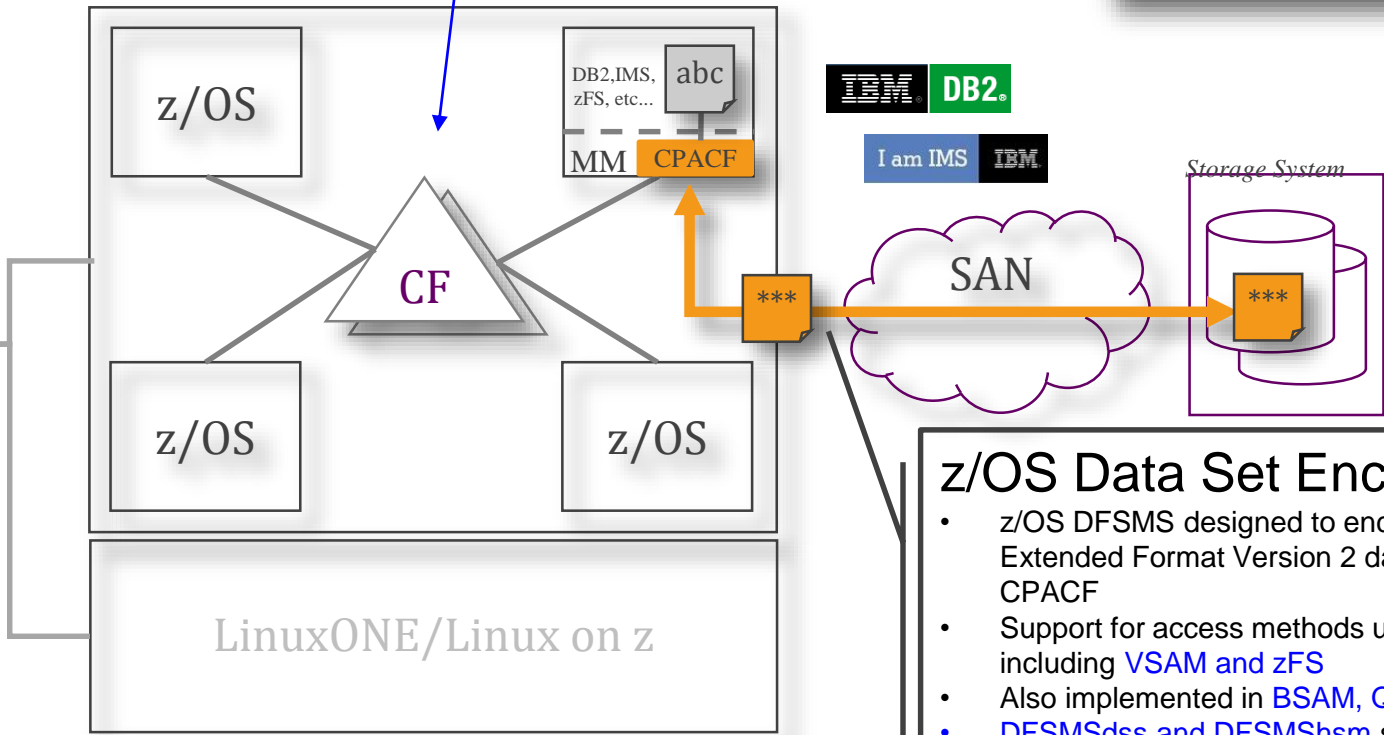 z/OS
DB2,IMS,
zFS, etc...
abc
MM
CPACF
IBM®
DB2®
I am IMS
IBM
Storage System
CF
***
SAN
***
z/OS
z/OS
LinuxONE/Linux on z
z/OS Data Set Enc
• z/OS DFSMS designed to enc
Extended Format Version 2 da
CPACF
• Support for access methods u
including VSAM and zFS
• Also implemented in BSAM, Q
• DFSMSdss and DFSMShsm s